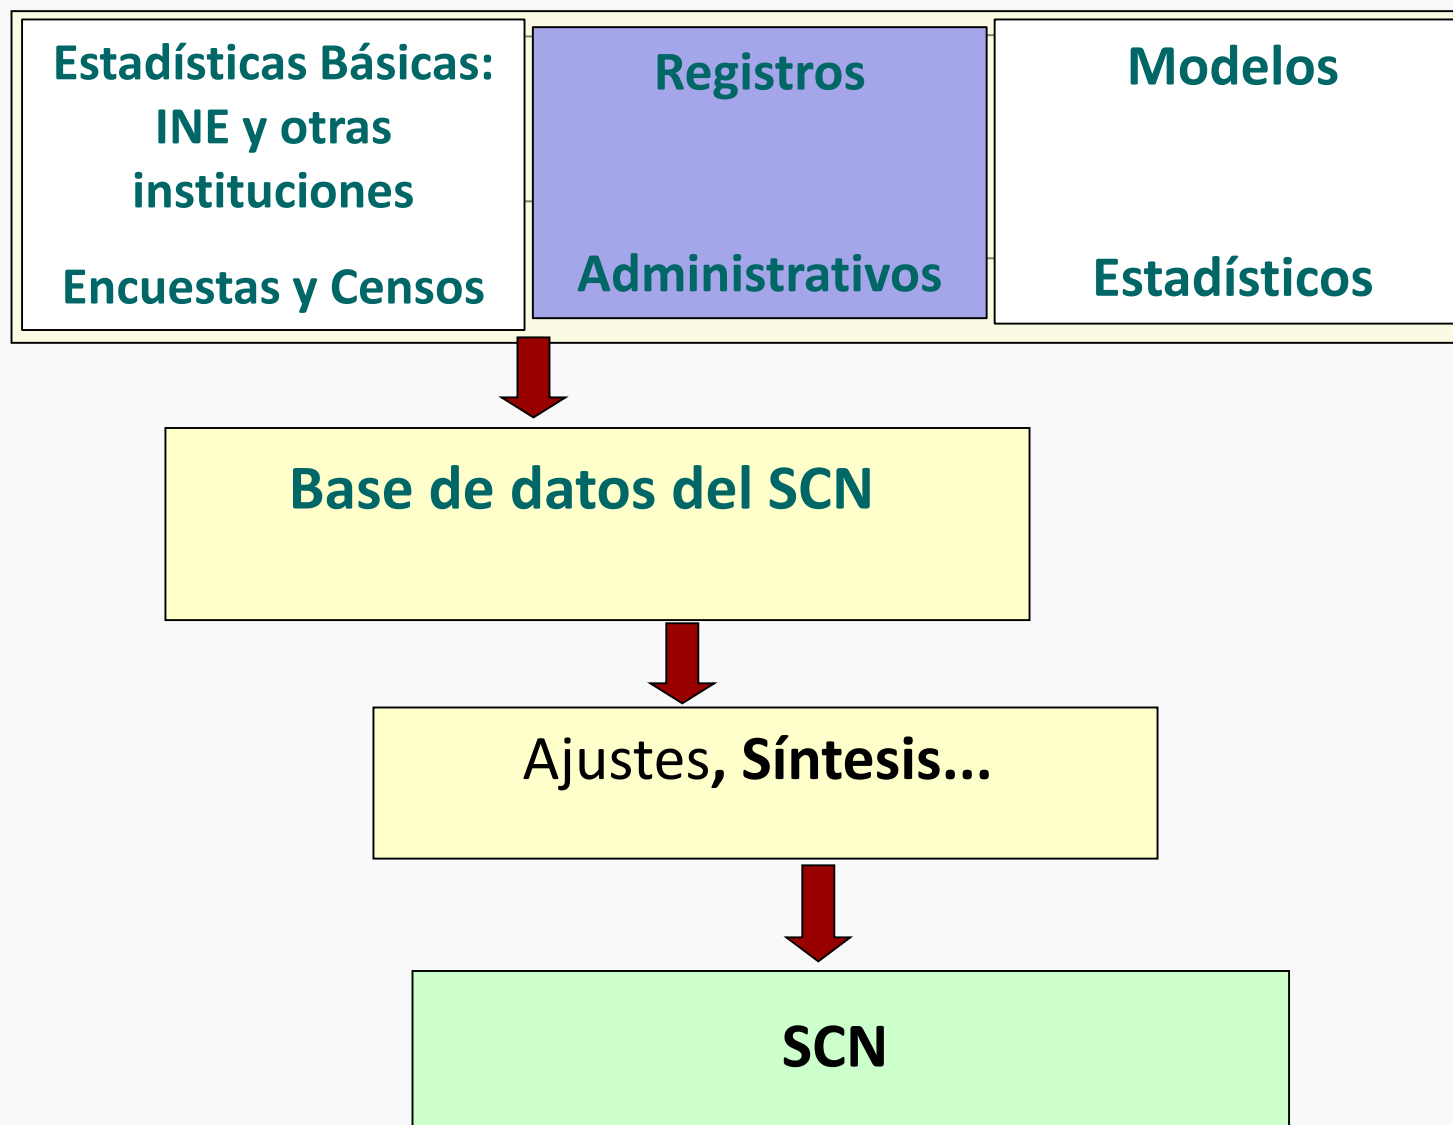 Estadísticas Básicas:
INE y otras
instituciones
Encuestas y Censos
Registros
Administrativos
Modelos
Estadísticos
Base de datos del SCN
Ajustes, Síntesis...
SCN